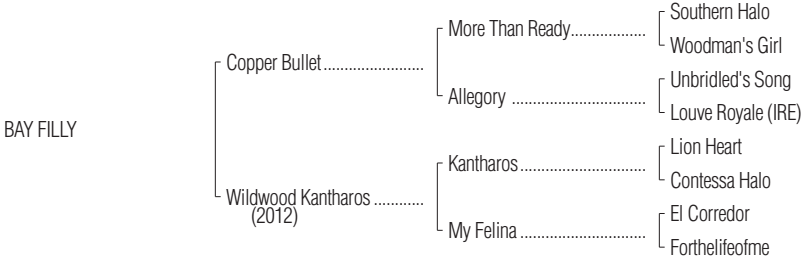 Southern Halo
More Than Ready..................
Woodman's Girl
Copper Bullet........................
Unbridled's Song
Allegory ................................
Louve Royale (IRE)
BAY FILLY
Lion Heart
Kantharos..............................
Contessa Halo
Wildwood Kantharos ............
(2012)
El Corredor
My Felina ..............................
Forthelifeofme